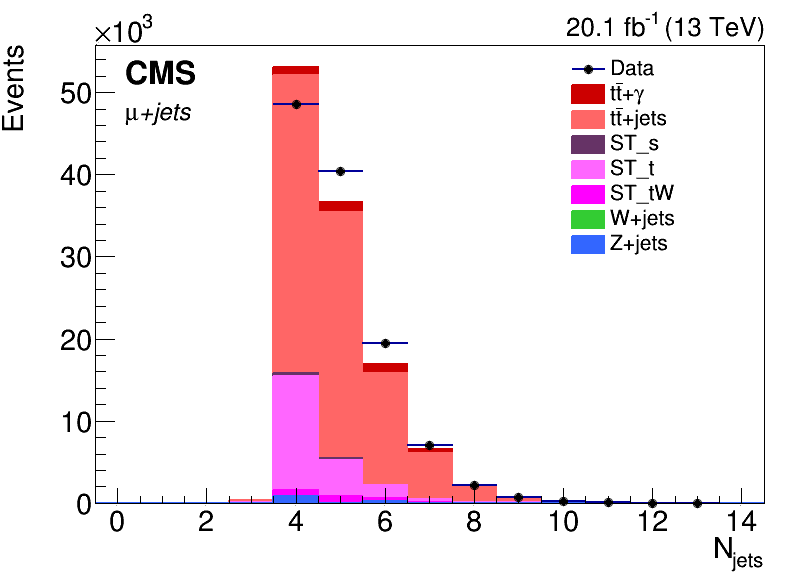 ×10³
20.1 fb⁻¹ (13 TeV)
Events
CMS
μ+jets
Data
tt̄+γ
tt̄+jets
ST_s
ST_t
ST_tW
W+jets
Z+jets
50
40
30
20
10
0
0 2 4 6 8 10 12 14
N_jets